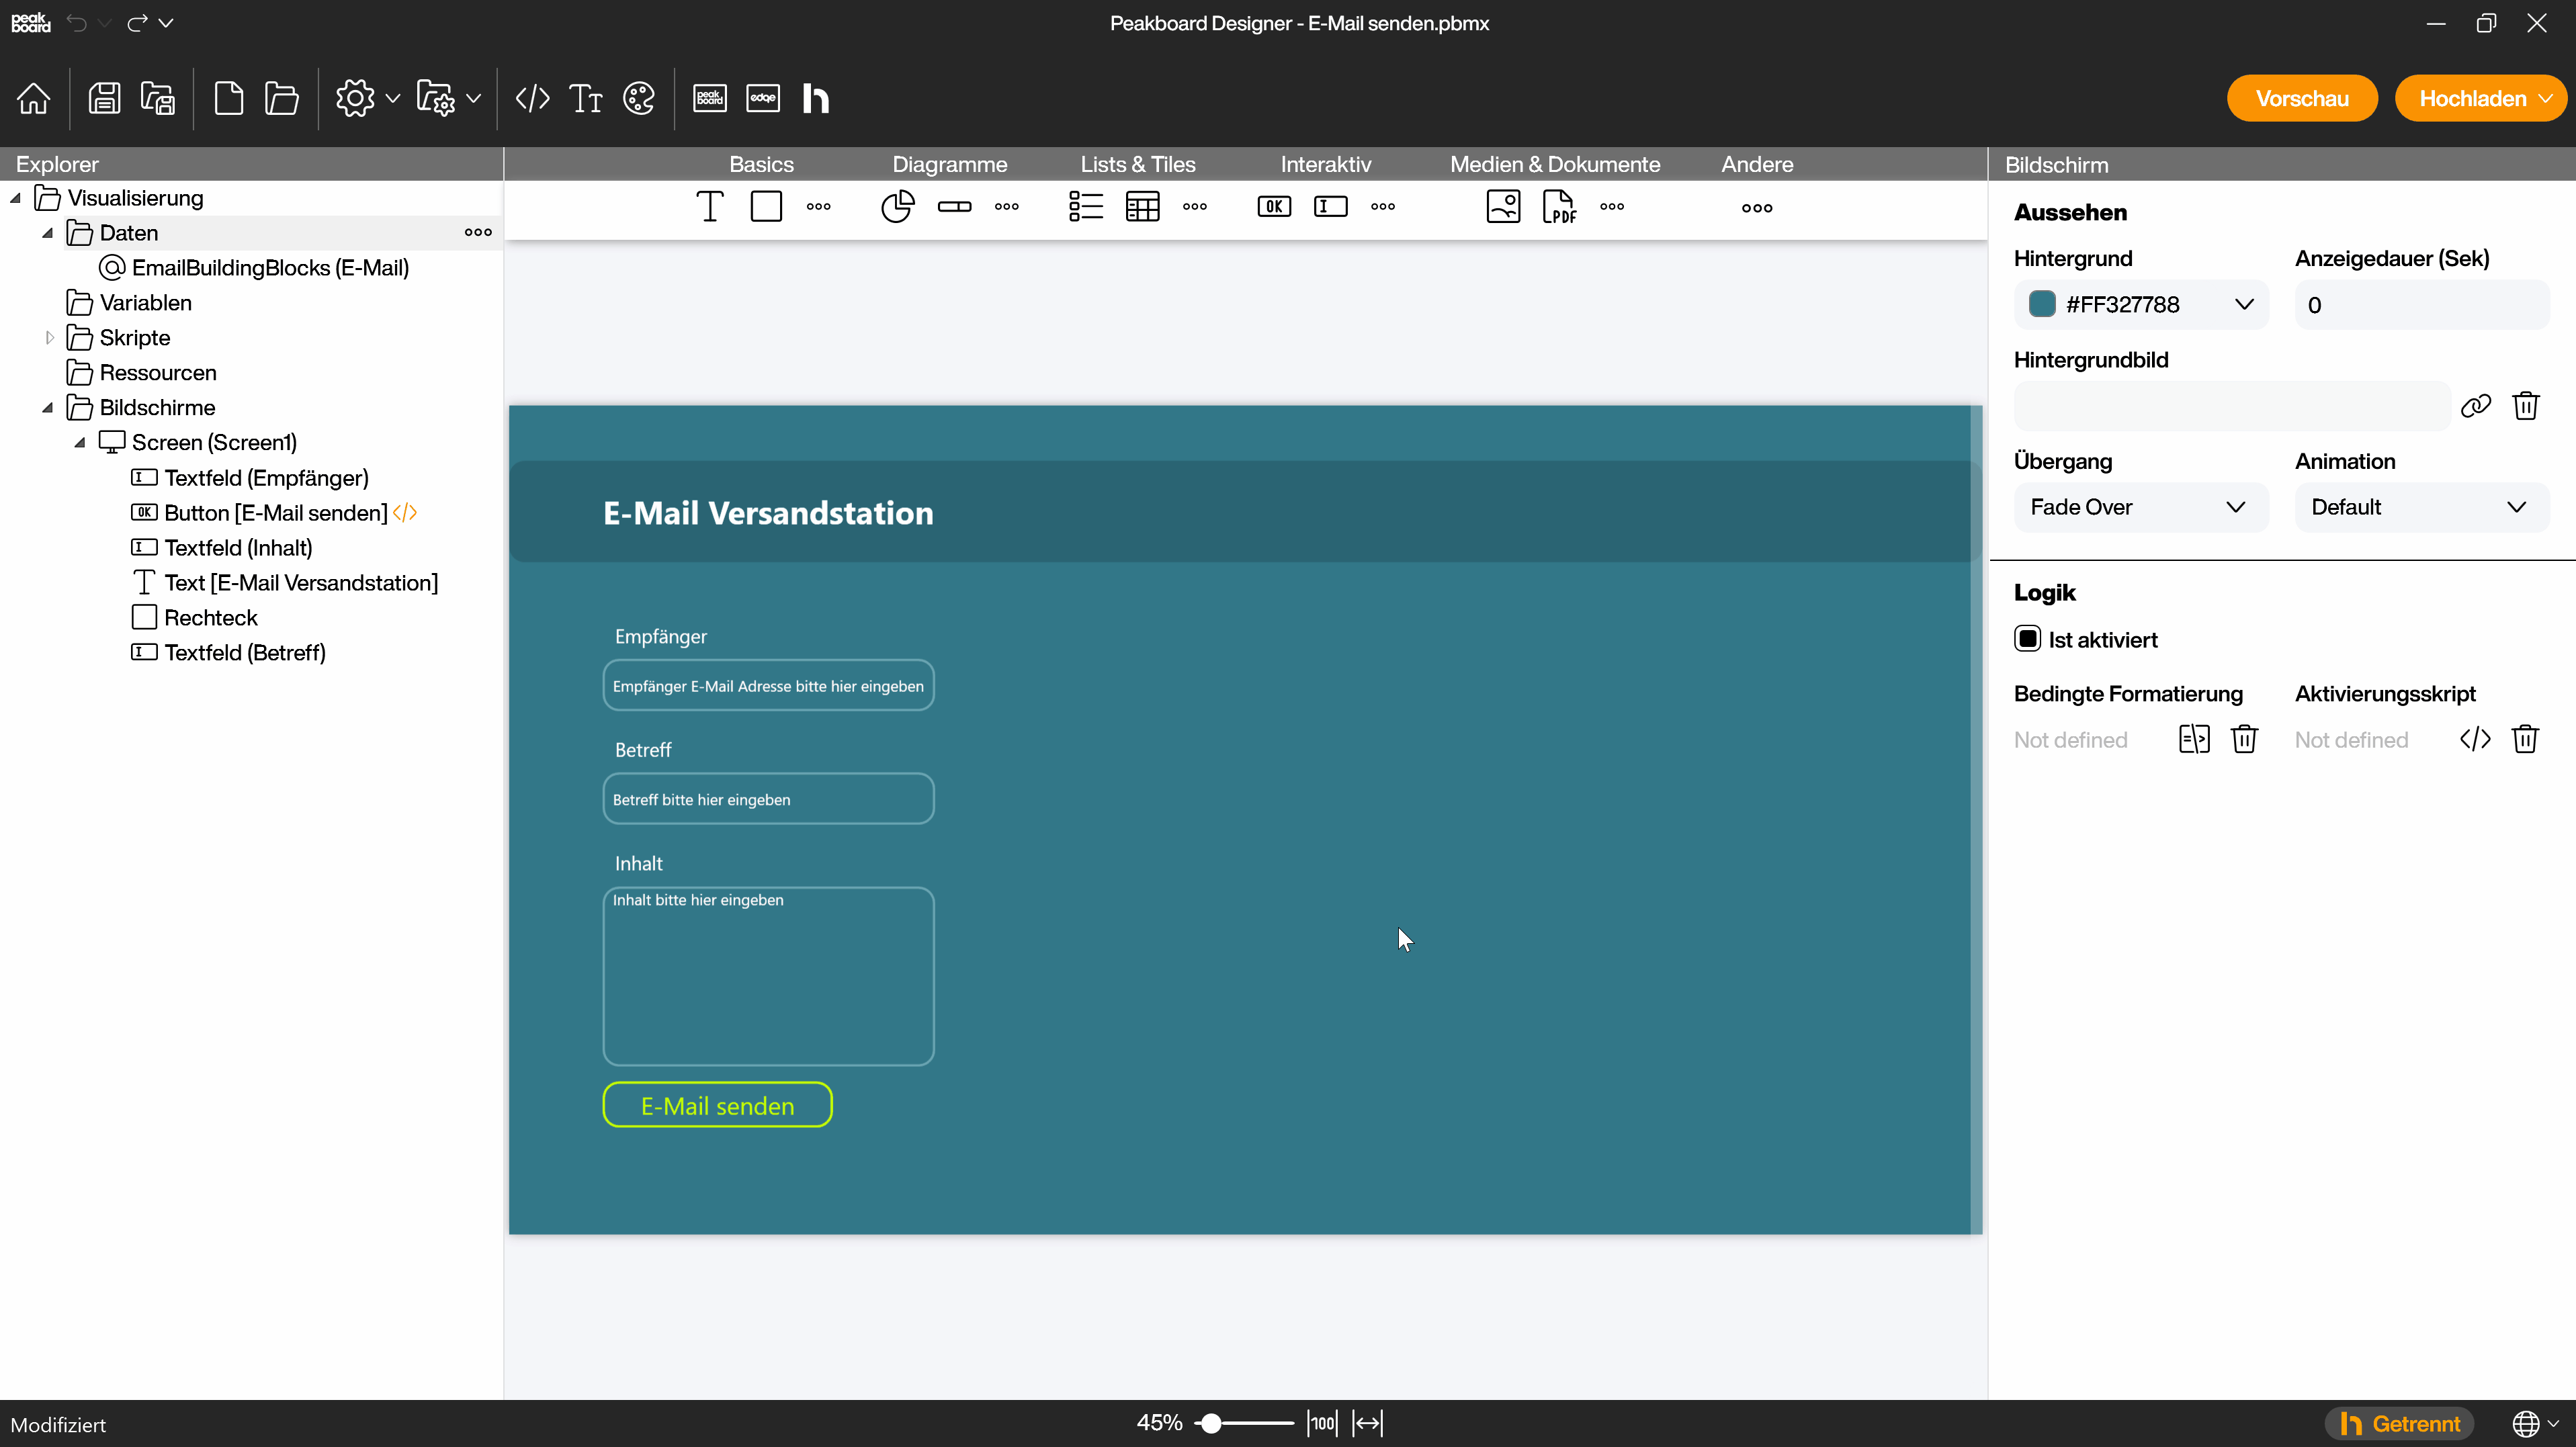 peak
board
Peakboard Designer - E-Mail senden.pbmx
peak
board
edge
Vorschau
Hochladen
Explorer
Basics
Diagramme
Lists & Tiles
Interaktiv
Medien & Dokumente
Andere
Bildschirm
OK
PDF
Visualisierung
Daten
EmailBuildingBlocks (E-Mail)
Variablen
Skripte
Ressourcen
Bildschirme
Screen (Screen1)
Textfeld (Empfänger)
OK
Button [E-Mail senden]
Textfeld (Inhalt)
Text [E-Mail Versandstation]
Rechteck
Textfeld (Betreff)
E-Mail Versandstation
Empfänger
Empfänger E-Mail Adresse bitte hier eingeben
Betreff
Betreff bitte hier eingeben
Inhalt
Inhalt bitte hier eingeben
E-Mail senden
Aussehen
Hintergrund
Anzeigedauer (Sek)
#FF327788
0
Hintergrundbild
Übergang
Animation
Fade Over
Default
Logik
Ist aktiviert
Bedingte Formatierung
Aktivierungsskript
Not defined
Not defined
Modifiziert
45%
100
Getrennt